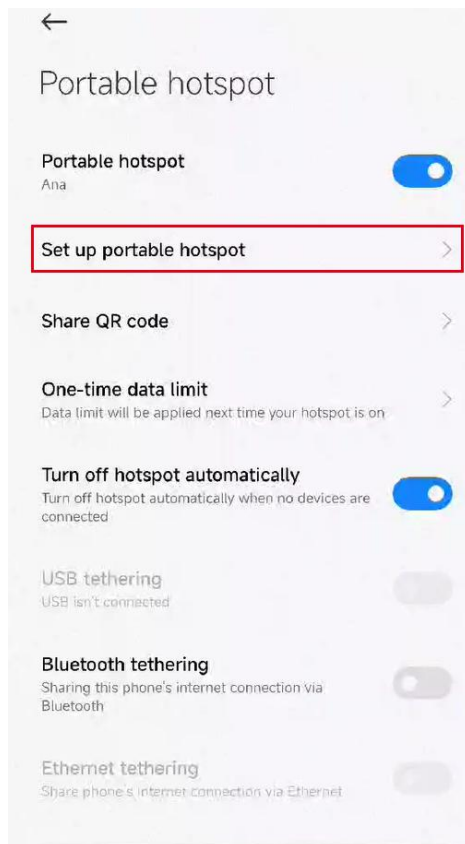 Portable hotspot
Portable hotspot
Ana
Set up portable hotspot
Share QR code
One-time data limit
Data limit will be applied next time your hotspot is on
Turn off hotspot automatically
Turn off hotspot automatically when no devices are
connected
USB tethering
USB isn't connected
Bluetooth tethering
Sharing this phone's internet connection via
Bluetooth
Ethernet tethering
Share phone's internet connection via Ethernet